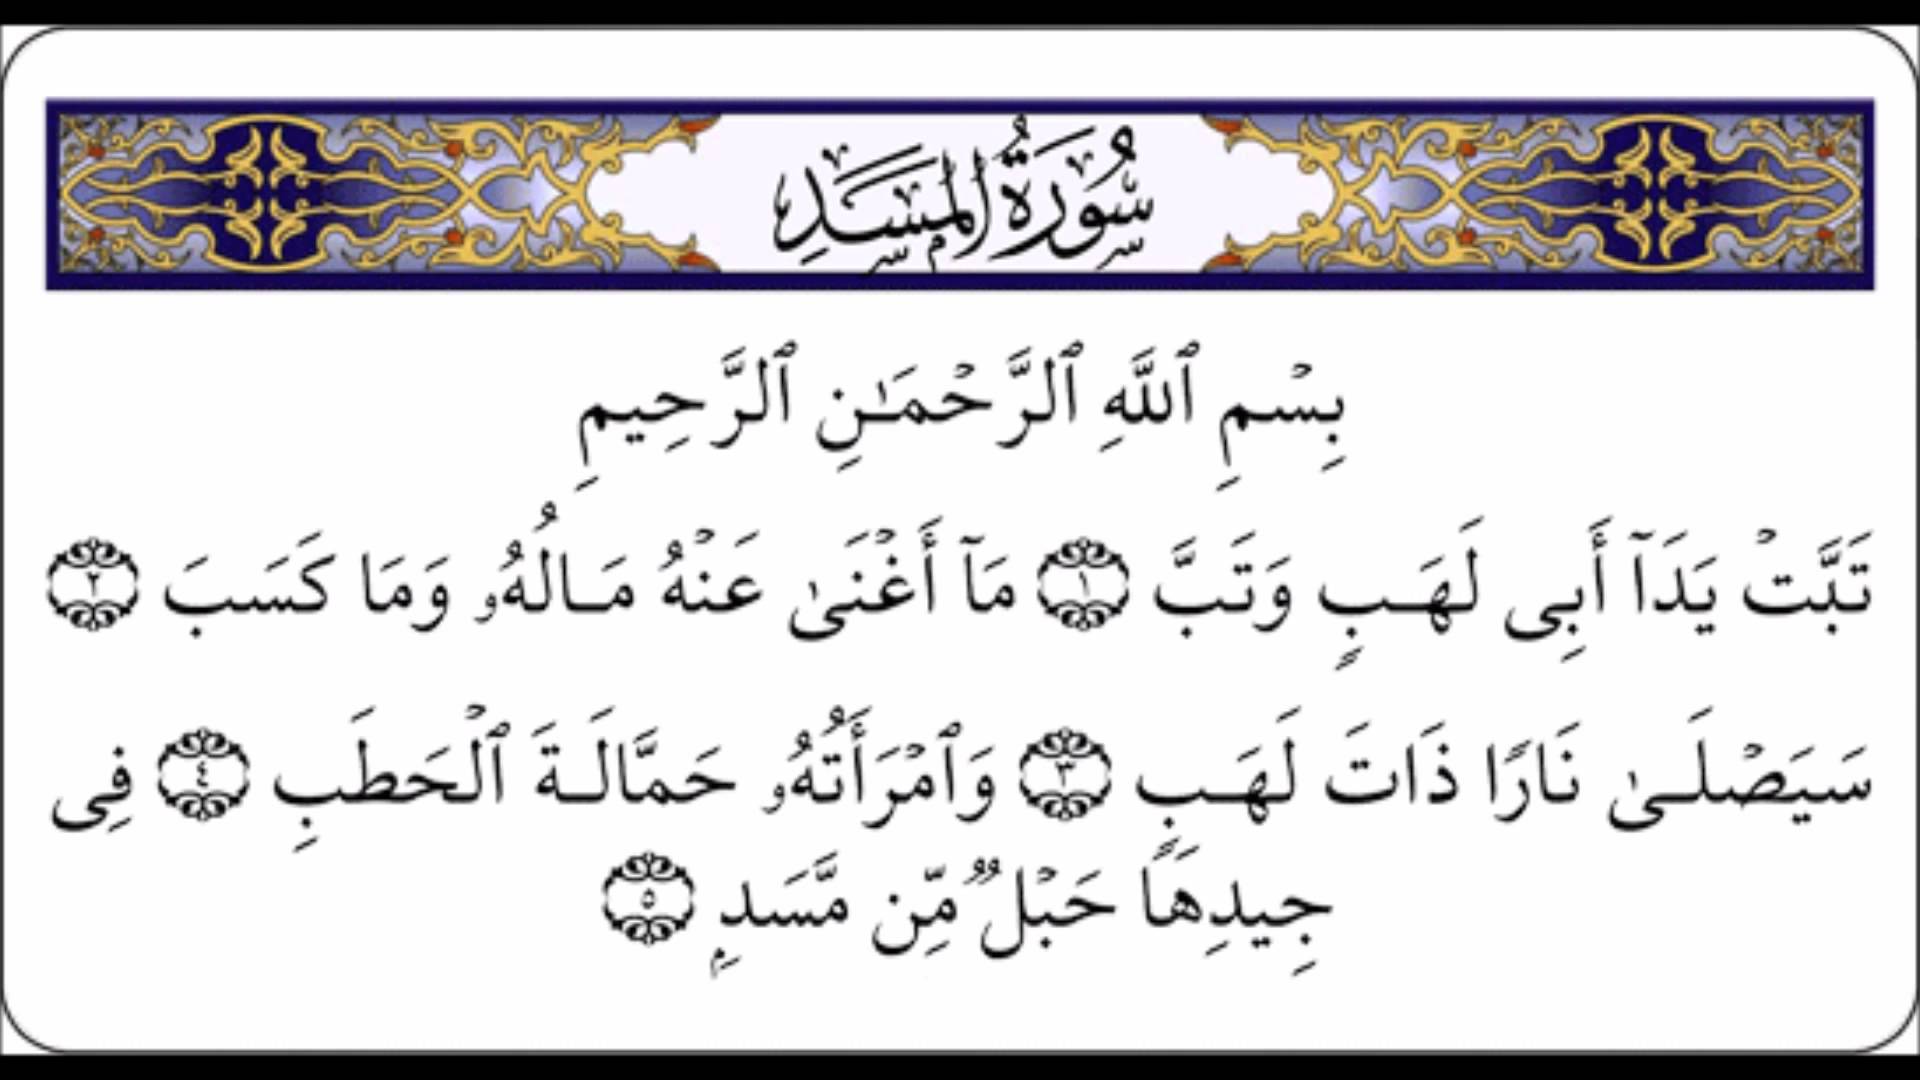 سُورَةُ المَسَدِ
بِسْمِ ٱللَّهِ ٱلرَّحْمَـٰنِ ٱلرَّحِيمِ
تَبَّتْ يَدَآ أَبِى لَهَبٍ وَتَبَّ ١ مَآ أَغْنَىٰ عَنْهُ مَالُهُۥ وَمَا كَسَبَ ٢
سَيَصْلَىٰ نَارًا ذَاتَ لَهَبٍ ٣ وَٱمْرَأَتُهُۥ حَمَّالَةَ ٱلْحَطَبِ ٤ فِى
جِيدِهَا حَبْلٌ مِّن مَّسَدٍ ٥